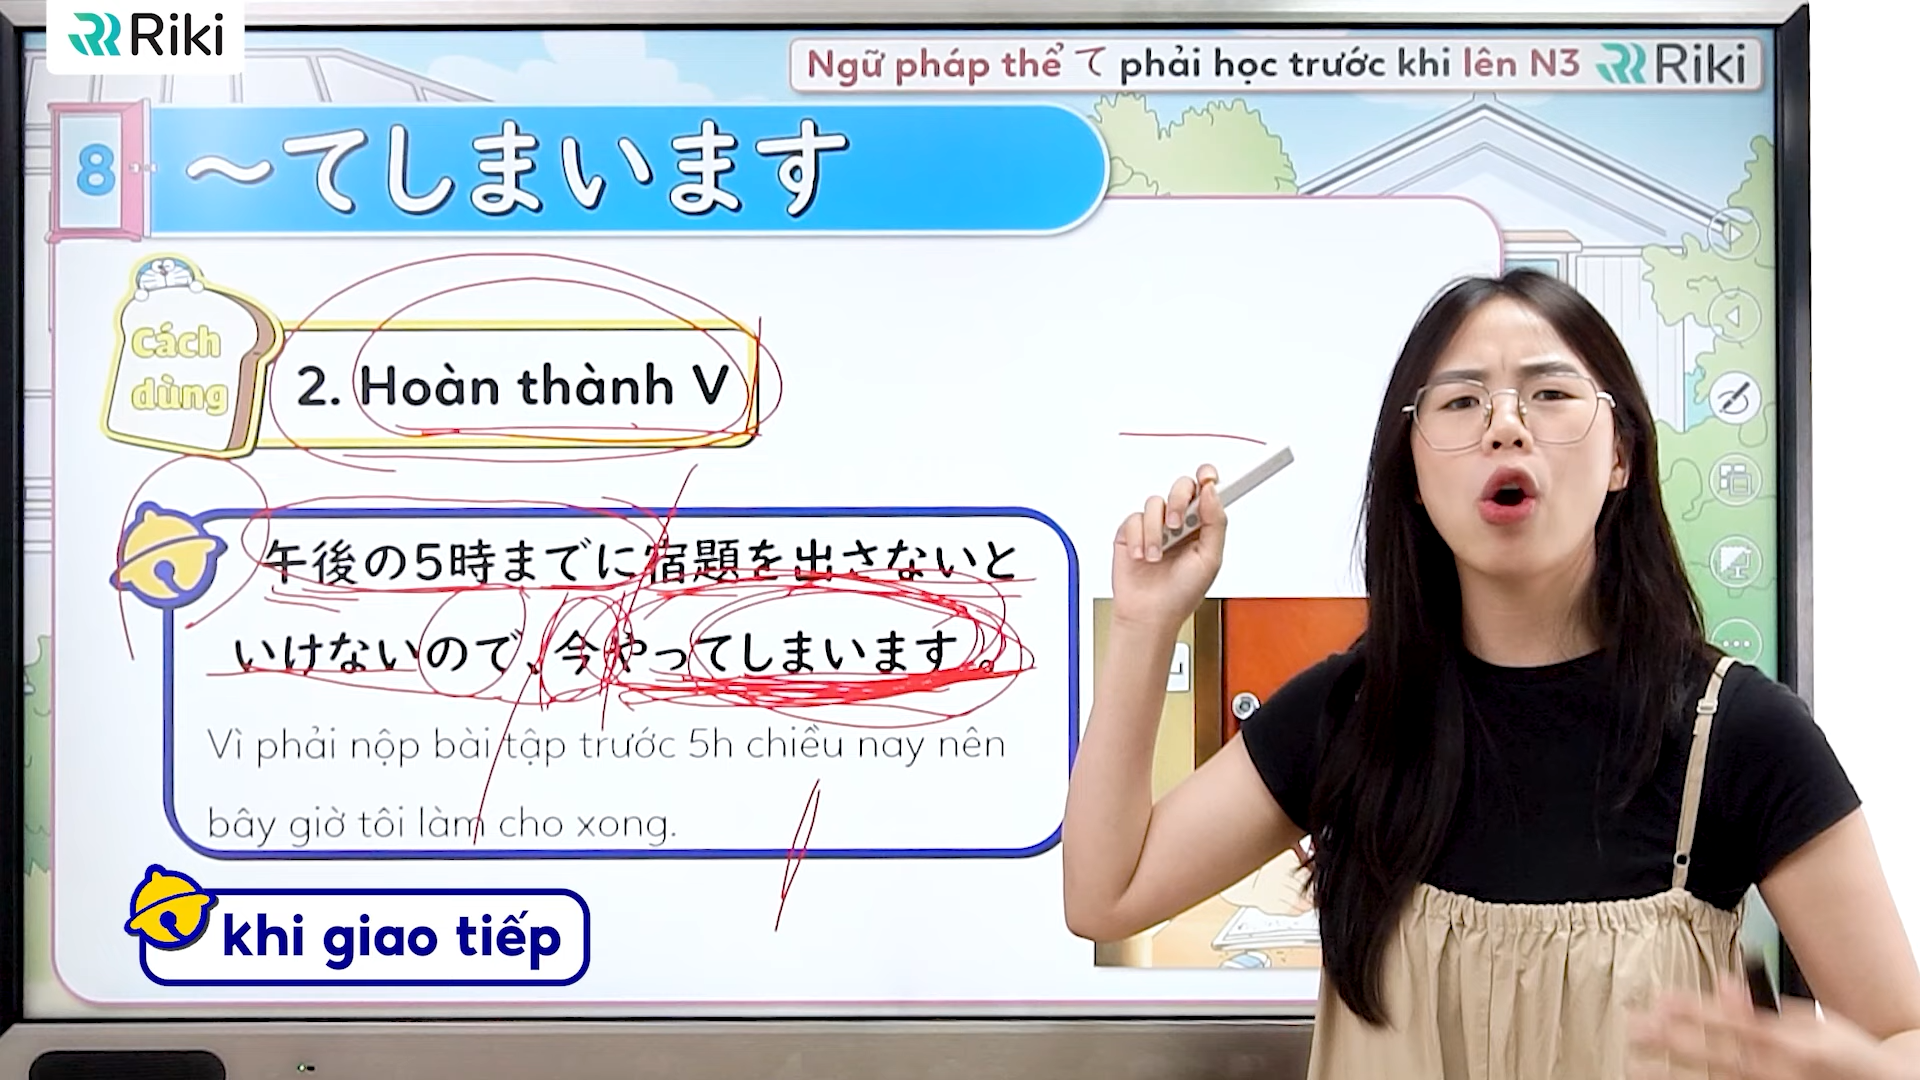 Riki
Ngữ pháp thể て phải học trước khi lên N3 Riki
8 ～てしまいます
Cách
dùng
2. Hoàn thành V
午後の5時までに宿題を出さないと
いけないので、今やってしまいます。
Vì phải nộp bài tập trước 5h chiều nay nên
bây giờ tôi làm cho xong.
khi giao tiếp